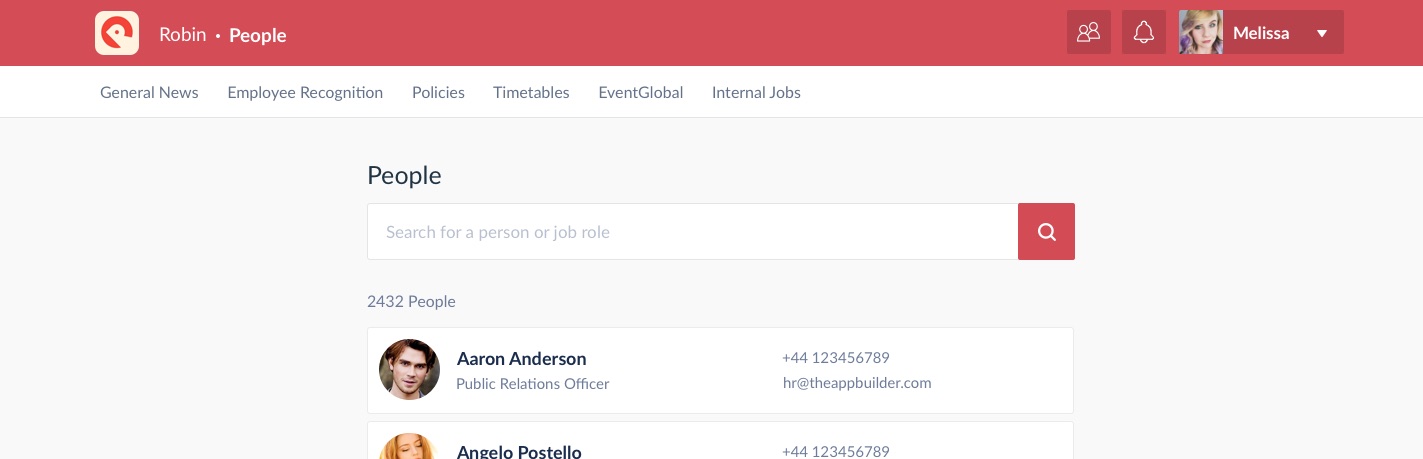 Robin • People
Melissa
General News Employee Recognition Policies Timetables EventGlobal Internal Jobs
People
Search for a person or job role
2432 People
Aaron Anderson +44 123456789
Public Relations Officer hr@theappbuilder.com
Angelo Postello +44 123456789